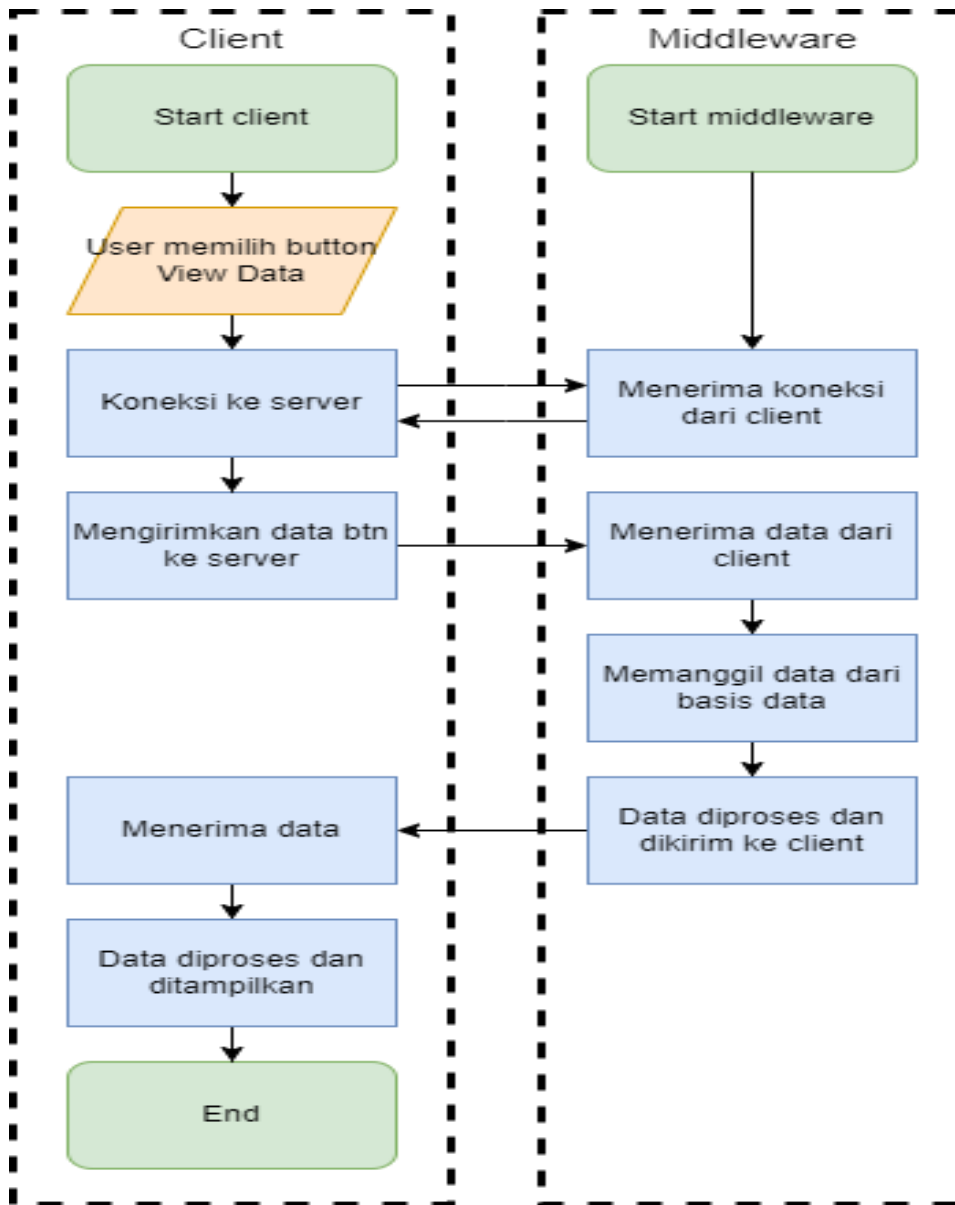 Client
Start client
User memilih button
View Data
Koneksi ke server
Mengirimkan data btn
ke server
Menerima data
Data diproses dan
ditampilkan
End
Middleware
Start middleware
Menerima koneksi
dari client
Menerima data dari
client
Memanggil data dari
basis data
Data diproses dan
dikirim ke client